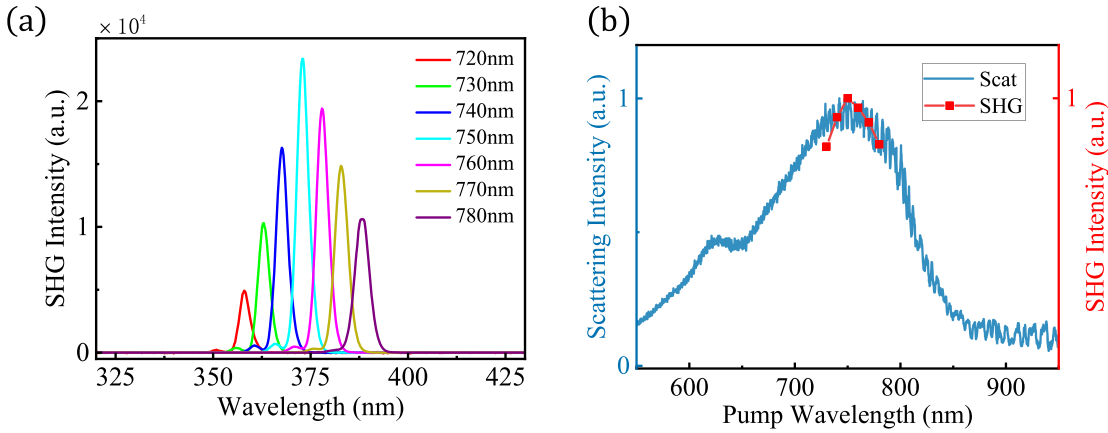 (a)
× 10⁴
2
1
0
SHG Intensity (a.u.)
325
350
375
400
425
Wavelength (nm)
720nm
730nm
740nm
750nm
760nm
770nm
780nm
(b)
1
0
Scattering Intensity (a.u.)
600
700
800
900
Pump Wavelength (nm)
Scat
SHG
1
SHG Intensity (a.u.)